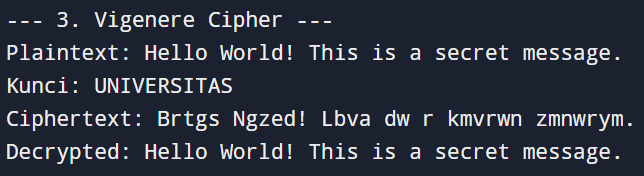 --- 3. Vigenere Cipher ---
Plaintext: Hello World! This is a secret message.
Kunci: UNIVERSITAS
Ciphertext: Brtgs Ngzed! Lbva dw r kmvrwn zmnwrym.
Decrypted: Hello World! This is a secret message.